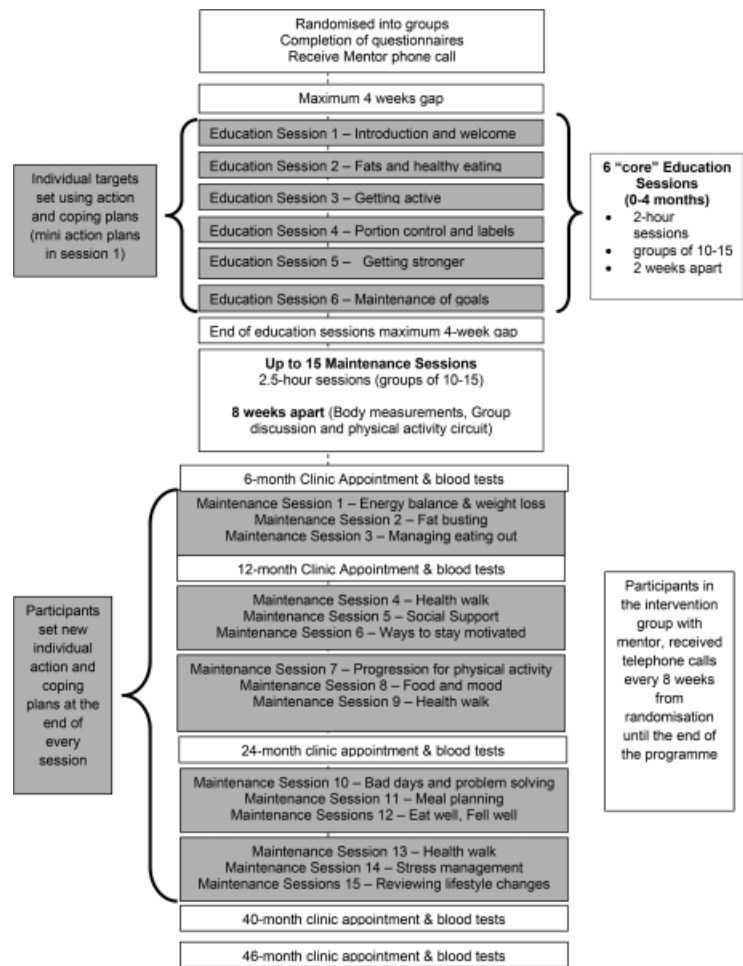 Randomised into groups
Completion of questionnaires
Receive Mentor phone call
Maximum 4 weeks gap
Individual targets
set using action
and coping plans
(mini action plans
in session 1)
Education Session 1 – Introduction and welcome
Education Session 2 – Fats and healthy eating
Education Session 3 – Getting active
Education Session 4 – Portion control and labels
Education Session 5 – Getting stronger
Education Session 6 – Maintenance of goals
6 “core” Education
Sessions
(0-4 months)
• 2-hour
sessions
• groups of 10-15
• 2 weeks apart
End of education sessions maximum 4-week gap
Up to 15 Maintenance Sessions
2.5-hour sessions (groups of 10-15)
8 weeks apart (Body measurements, Group
discussion and physical activity circuit)
6-month Clinic Appointment & blood tests
Maintenance Session 1 – Energy balance & weight loss
Maintenance Session 2 – Fat busting
Maintenance Session 3 – Managing eating out
12-month Clinic Appointment & blood tests
Participants
set new
individual
action and
coping
plans at the
end of
every
session
Maintenance Session 4 – Health walk
Maintenance Session 5 – Social Support
Maintenance Session 6 – Ways to stay motivated
Maintenance Session 7 – Progression for physical activity
Maintenance Session 8 – Food and mood
Maintenance Session 9 – Health walk
24-month clinic appointment & blood tests
Maintenance Session 10 – Bad days and problem solving
Maintenance Session 11 – Meal planning
Maintenance Sessions 12 – Eat well, Fell well
Maintenance Session 13 – Health walk
Maintenance Session 14 – Stress management
Maintenance Sessions 15 – Reviewing lifestyle changes
40-month clinic appointment & blood tests
46-month clinic appointment & blood tests
Participants in
the intervention
group with
mentor, received
telephone calls
every 8 weeks
from
randomisation
until the end of
the programme